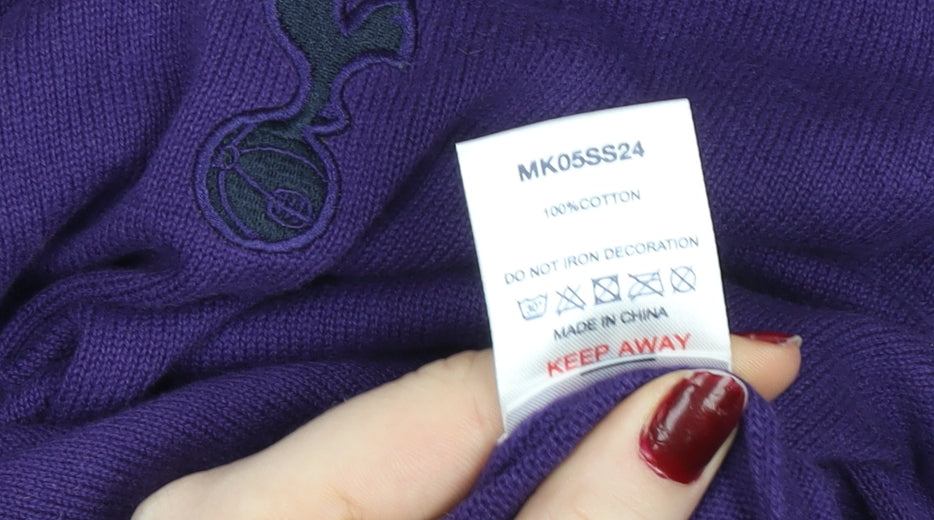 MK05SS24
100%COTTON
DO NOT IRON DECORATION
MADE IN CHINA
KEEP AWAY